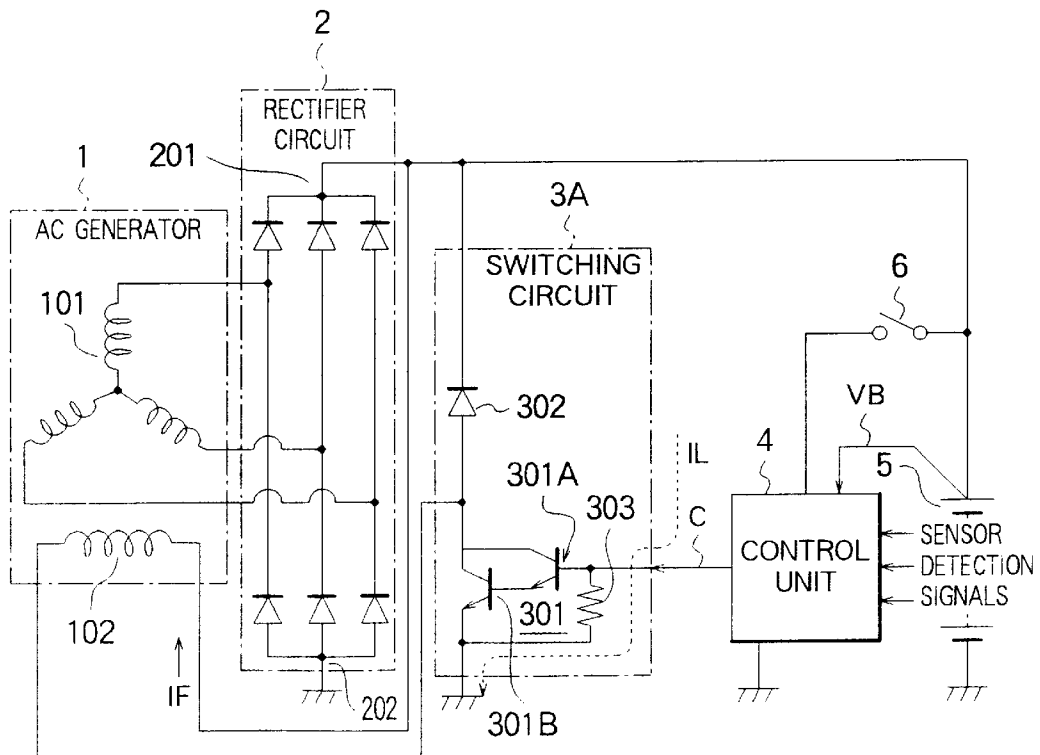 2
RECTIFIER
CIRCUIT
1
201
3A
AC GENERATOR
SWITCHING
CIRCUIT
6
101
302
VB
4
5
IL
301A
303
C
SENSOR
CONTROL
UNIT
DETECTION
102
301
SIGNALS
IF
202
301B